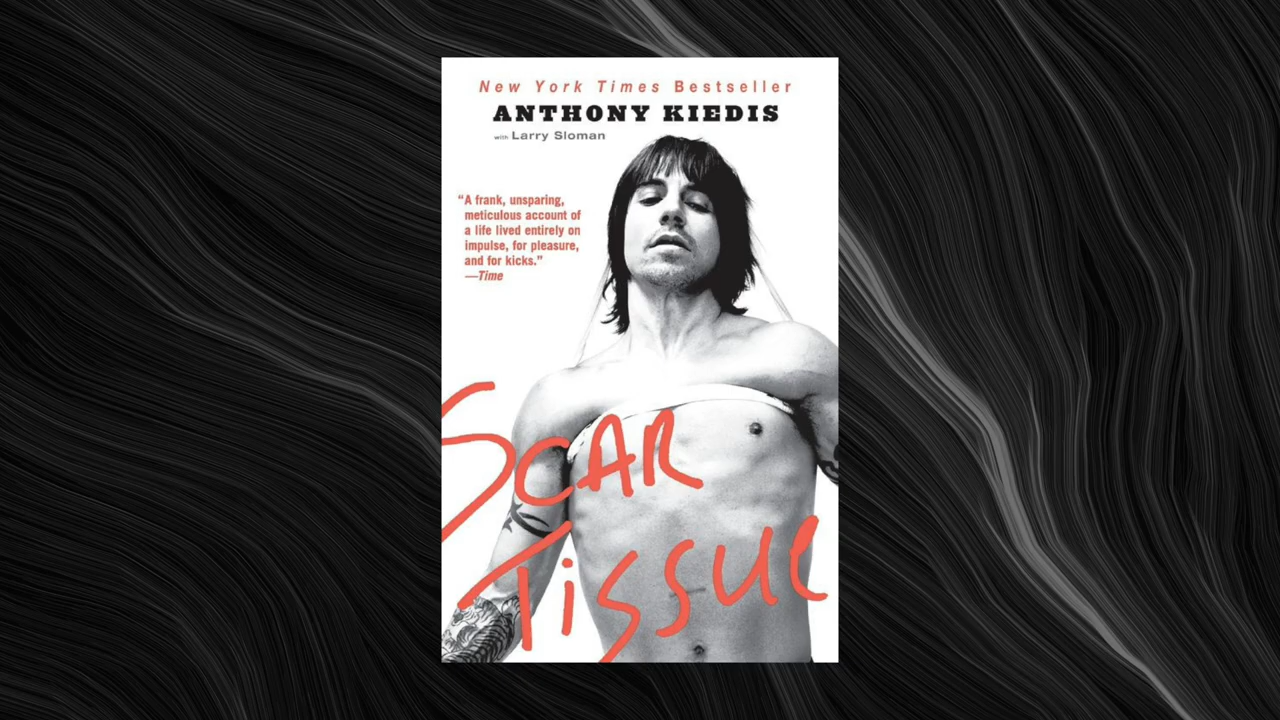 New York Times Bestseller
ANTHONY KIEDIS
with Larry Sloman
“A frank, unsparing,
meticulous account of
a life lived entirely on
impulse, for pleasure,
and for kicks.”
—Time
SCAR
Tissue